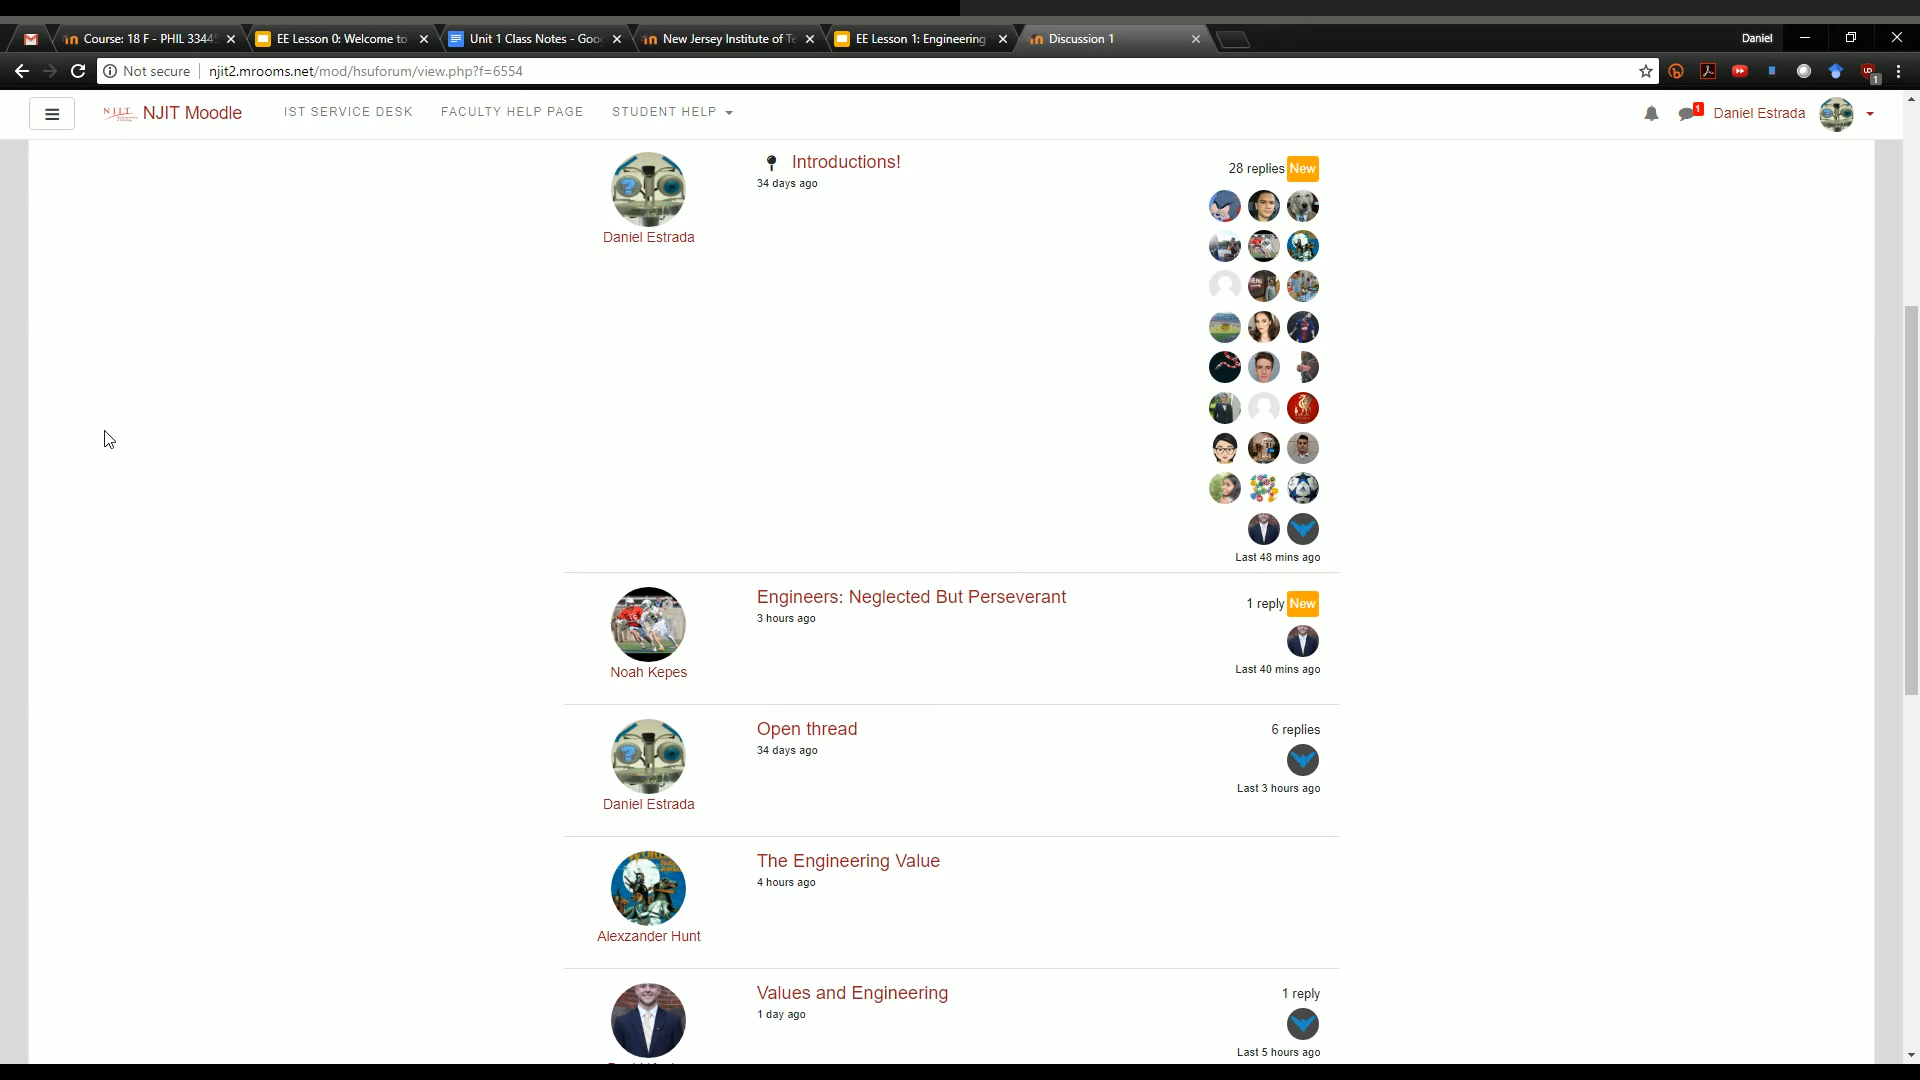 Course: 18 F - PHIL 3344
EE Lesson 0: Welcome to
Unit 1 Class Notes - Goo
New Jersey Institute of Te
EE Lesson 1: Engineering
Discussion 1
Daniel
Not secure
njit2.mrooms.net/mod/hsuforum/view.php?f=6554
1
NJIT
NJIT Moodle
IST SERVICE DESK
FACULTY HELP PAGE
STUDENT HELP
1
Daniel Estrada
Introductions!
34 days ago
28 replies
New
Daniel Estrada
Last 48 mins ago
Engineers: Neglected But Perseverant
3 hours ago
1 reply
New
Noah Kepes
Last 40 mins ago
Open thread
34 days ago
6 replies
Daniel Estrada
Last 3 hours ago
The Engineering Value
4 hours ago
Alexzander Hunt
Values and Engineering
1 day ago
1 reply
Last 5 hours ago